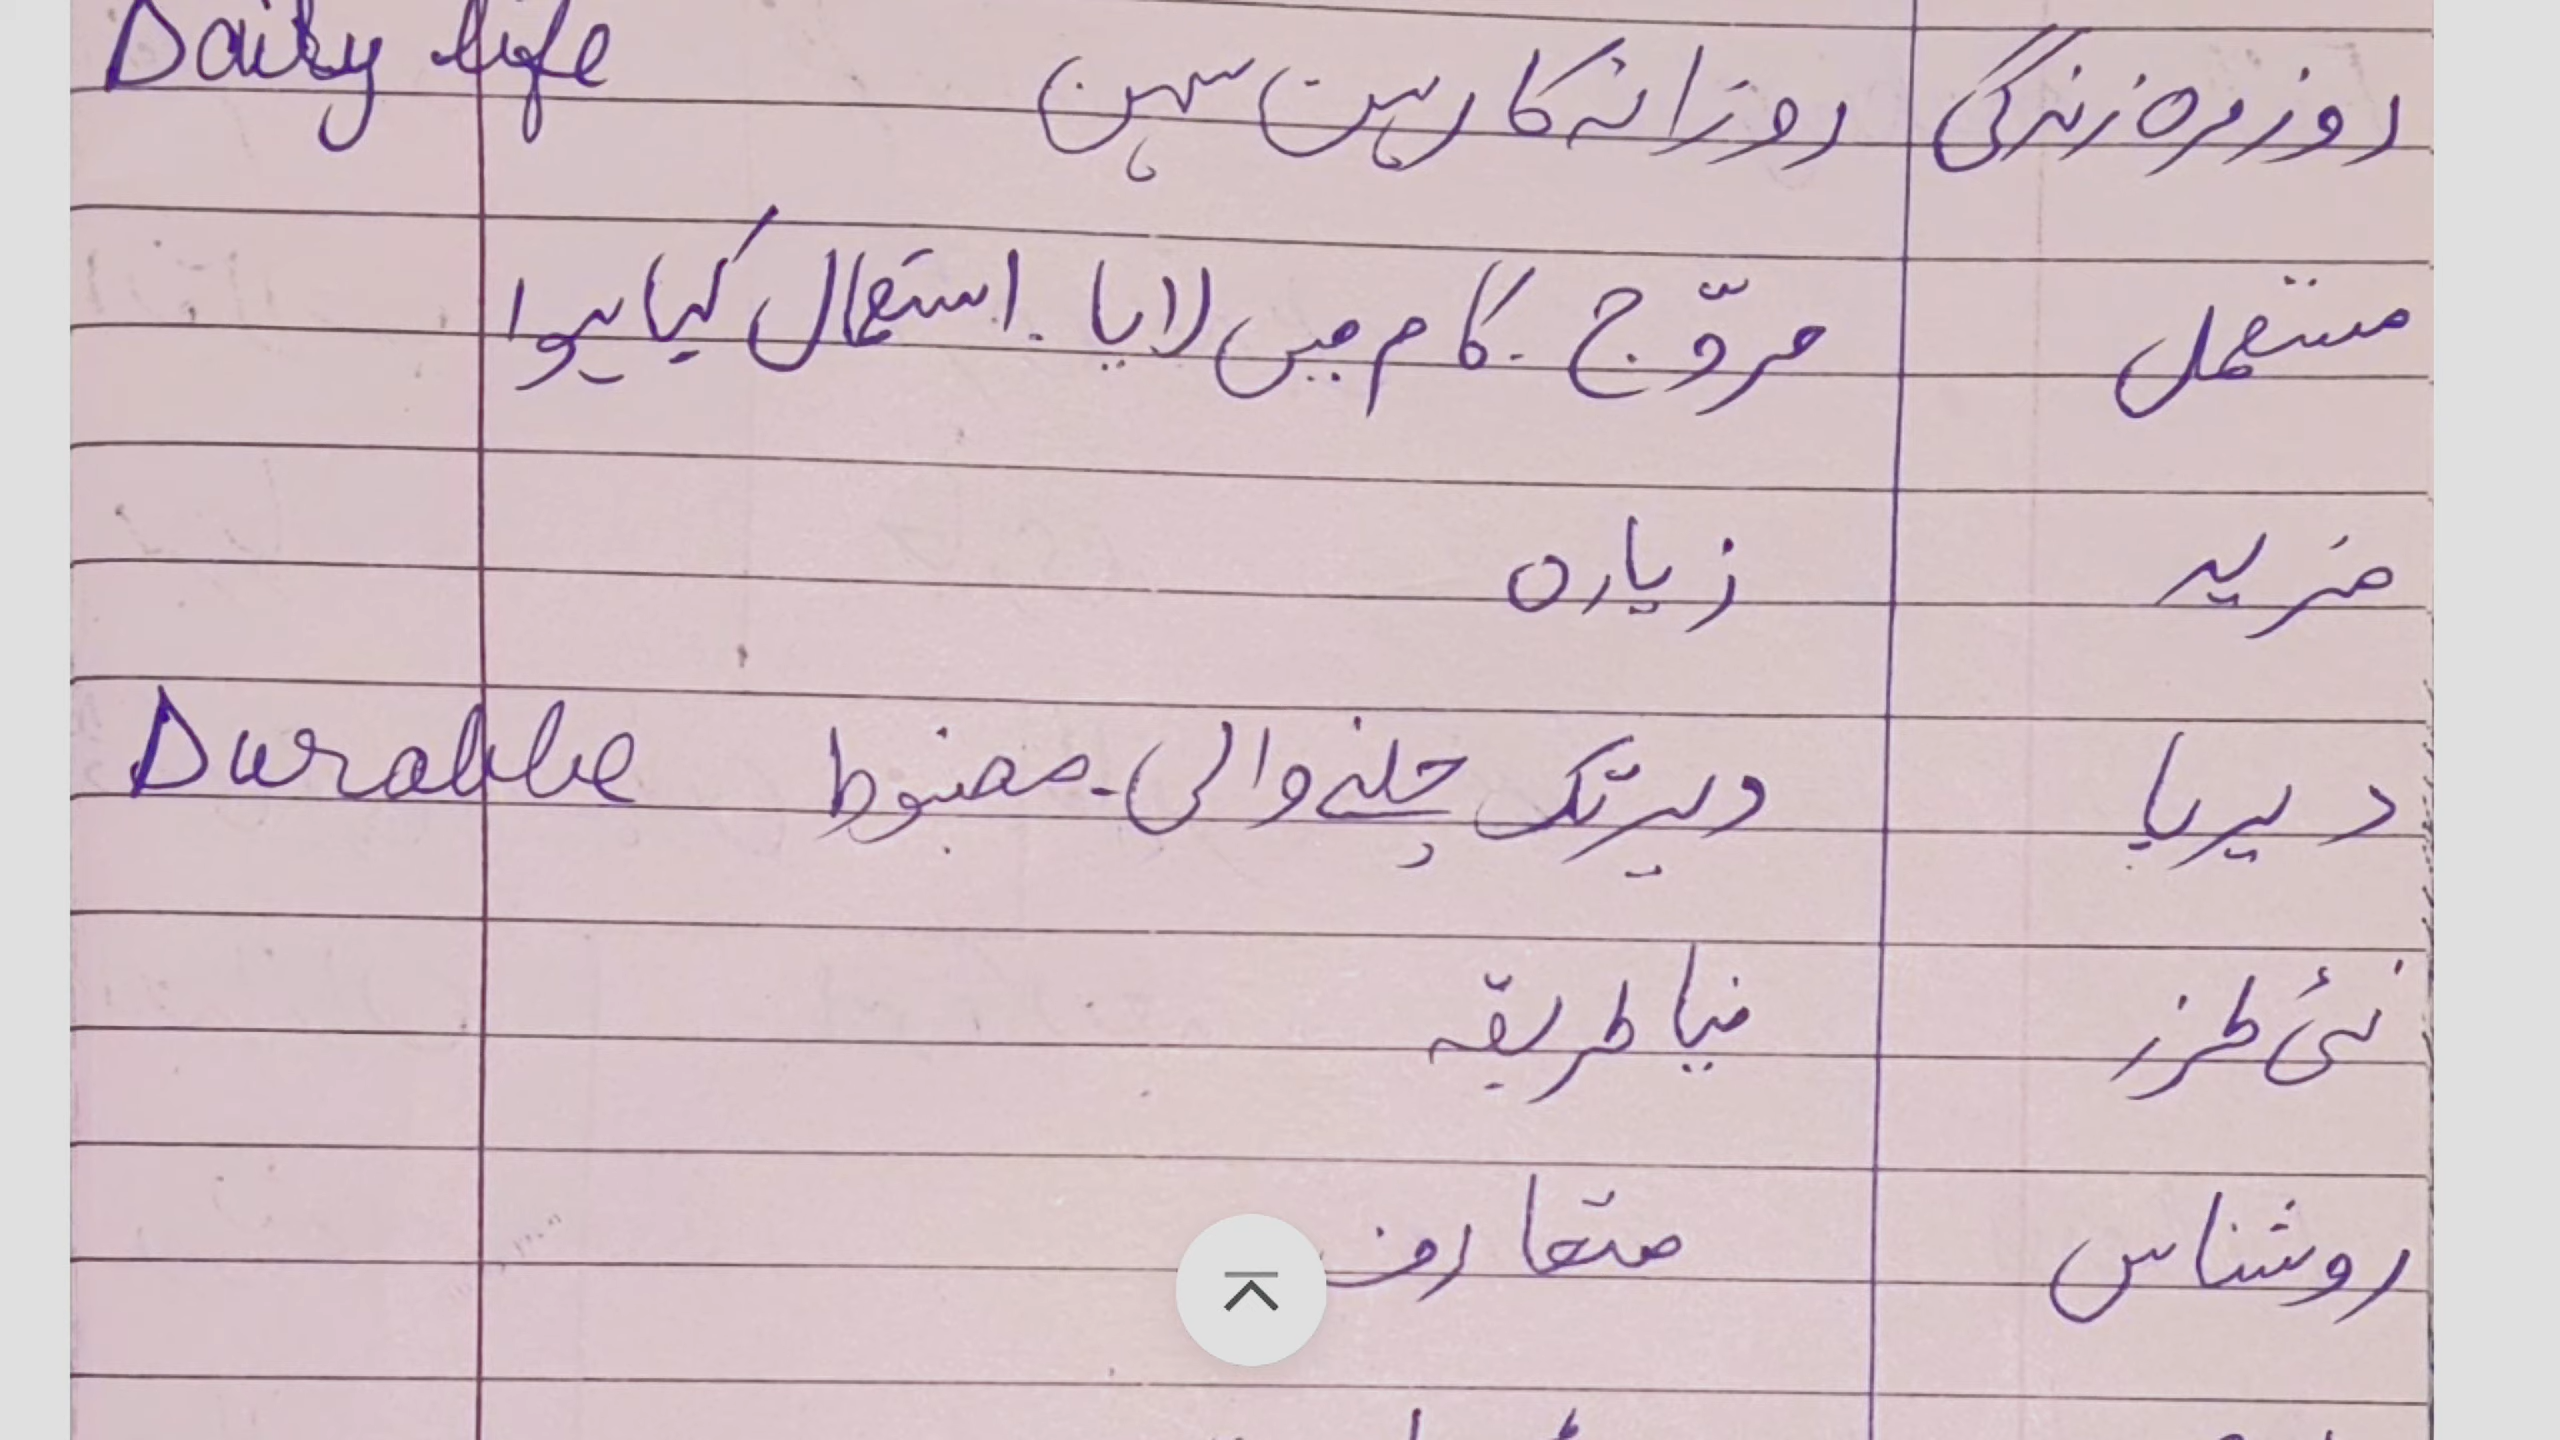 روزمرہ زندگی روزانہ کا رہن سہن Daily life
مستعمل مروّج ۔ کام میں لایا ۔ استعمال کیا ہوا
مزید زیادہ
دیرپا دیر تک چلنے والی ۔ مضبوط Durable
نئی طرز نیا طریقہ
روشناس متعارف